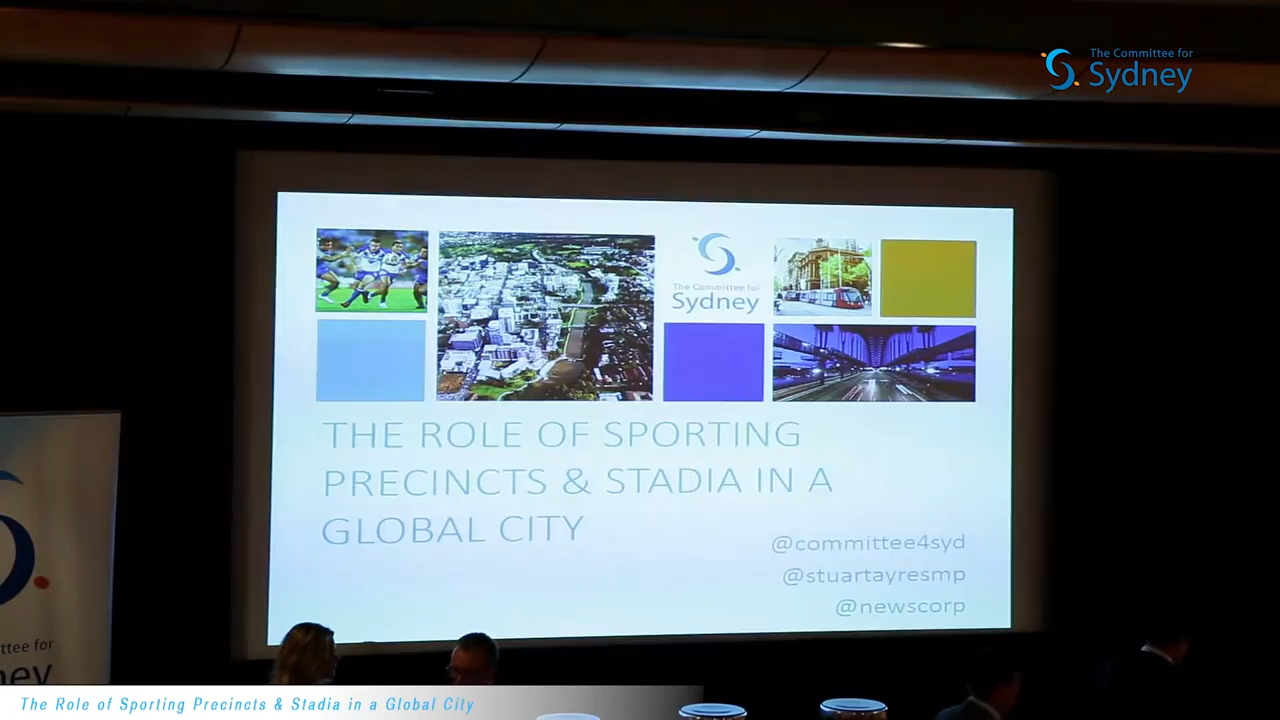 The Committee for
Sydney
The Committee for
Sydney
THE ROLE OF SPORTING
PRECINCTS & STADIA IN A
GLOBAL CITY
@committee4syd
@stuartayresmp
@newscorp
ttee for
ney
The Role of Sporting Precincts & Stadia in a Global City